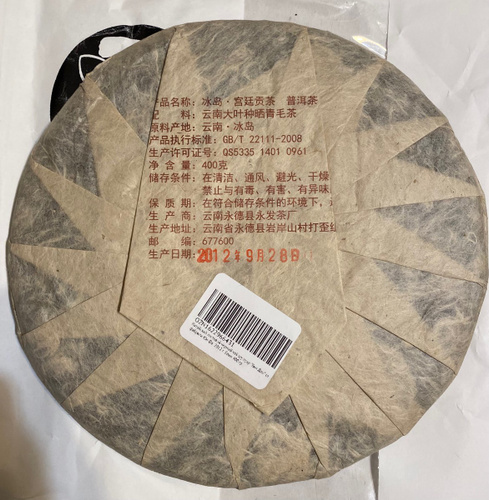 产品名称：冰岛·宫廷贡茶 普洱茶
配 料：云南大叶种晒青毛茶
原料产地：云南·冰岛
产品执行标准：GB/T 22111-2008
生产许可证号：QS5335 1401 0961
净 含 量：400克
储存条件：在清洁、通风、避光、干燥
禁止与有毒、有害、有异味
保 质 期：在符合储存条件的环境下，
生 产 商：云南永德县永发茶厂
生产地址：云南省永德县岩岸山村打歪红
邮 编：677600
生产日期：2012年9月28日